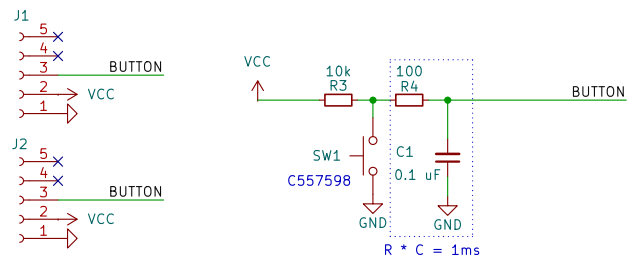 J1
5
4
3 BUTTON
2 VCC
1
J2
5
4
3 BUTTON
2 VCC
1
VCC
10k
R3
100
R4
BUTTON
SW1
C557598
GND
C1
0.1 uF
GND
R * C = 1ms